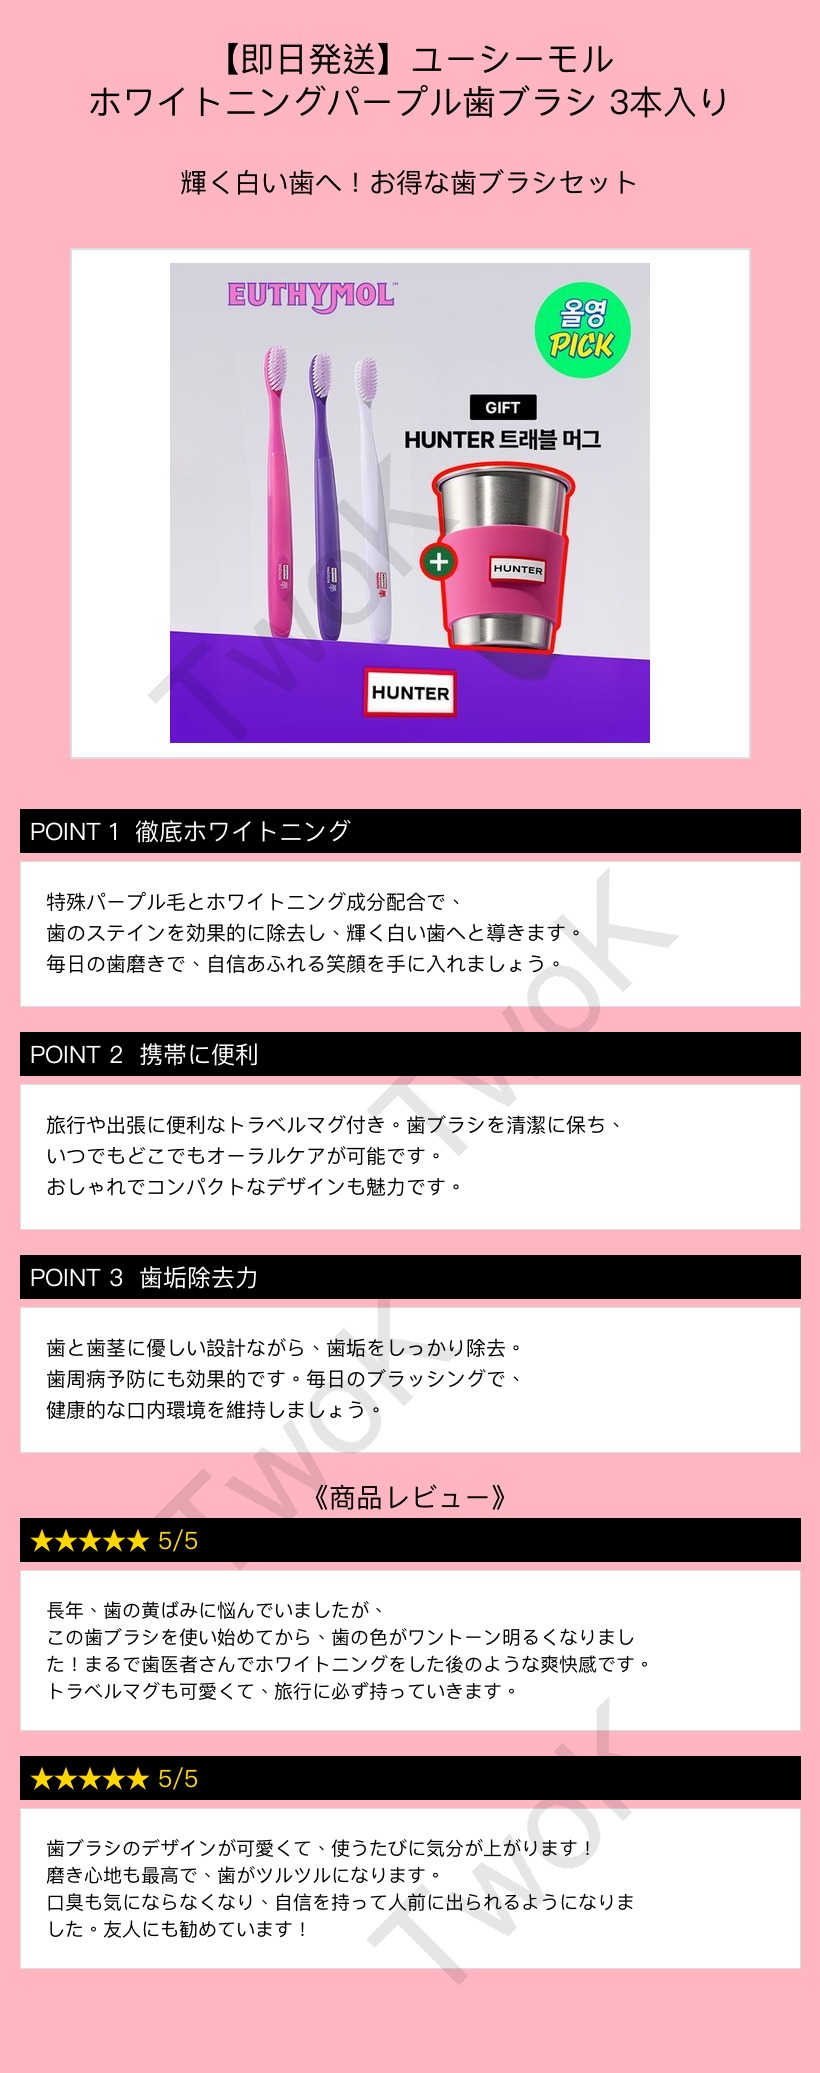 【即日発送】ユーシーモル
ホワイトニングパープル歯ブラシ 3本入り
輝く白い歯へ！お得な歯ブラシセット
EUTHYMOL™
올영
PICK
GIFT
HUNTER 트래블 머그
+
HUNTER
HUNTER
TwoK
POINT 1 徹底ホワイトニング
特殊パープル毛とホワイトニング成分配合で、
歯のステインを効果的に除去し、輝く白い歯へと導きます。
毎日の歯磨きで、自信あふれる笑顔を手に入れましょう。
TwoK
POINT 2 携帯に便利
旅行や出張に便利なトラベルマグ付き。歯ブラシを清潔に保ち、
いつでもどこでもオーラルケアが可能です。
おしゃれでコンパクトなデザインも魅力です。
POINT 3 歯垢除去力
歯と歯茎に優しい設計ながら、歯垢をしっかり除去。
歯周病予防にも効果的です。毎日のブラッシングで、
健康的な口内環境を維持しましょう。
TwoK
《商品レビュー》
★★★★★ 5/5
長年、歯の黄ばみに悩んでいましたが、
この歯ブラシを使い始めてから、歯の色がワントーン明るくなりまし
た！まるで歯医者さんでホワイトニングをした後のような爽快感です。
トラベルマグも可愛くて、旅行に必ず持っていきます。
★★★★★ 5/5
歯ブラシのデザインが可愛くて、使うたびに気分が上がります！
磨き心地も最高で、歯がツルツルになります。
口臭も気にならなくなり、自信を持って人前に出られるようになりま
した。友人にも勧めています！
TwoK